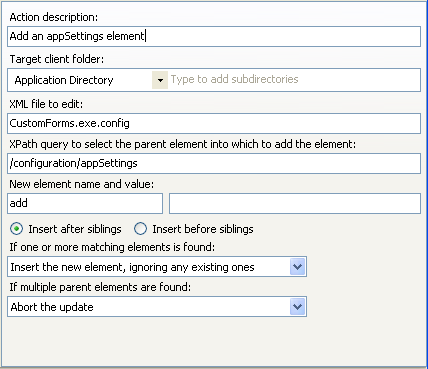 Action description:
Add an appSettings element
Target client folder:
Application Directory Type to add subdirectories
XML file to edit:
CustomForms.exe.config
XPath query to select the parent element into which to add the element:
/configuration/appSettings
New element name and value:
add
Insert after siblings Insert before siblings
If one or more matching elements is found:
Insert the new element, ignoring any existing ones
If multiple parent elements are found:
Abort the update